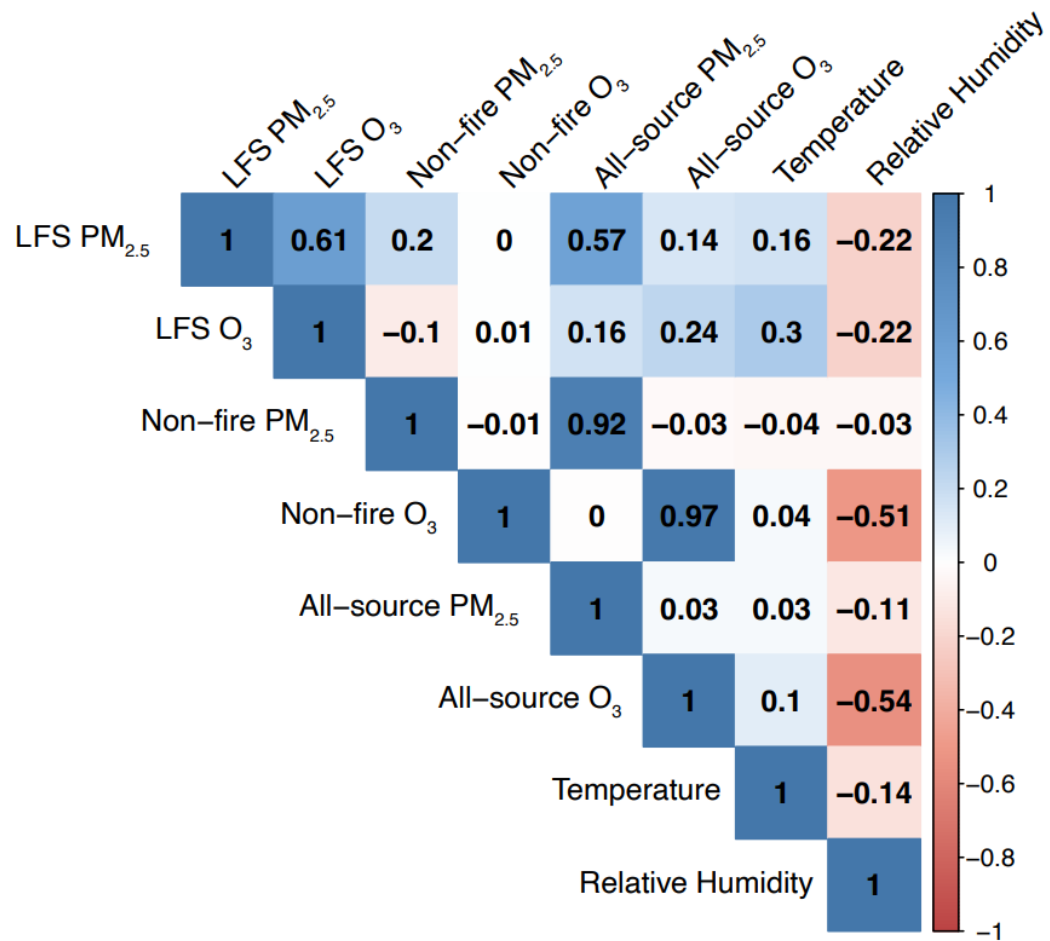 LFS PM2.5
LFS O3
Non−fire PM2.5
Non−fire O3
All−source PM2.5
All−source O3
Temperature
Relative Humidity
LFS PM2.5 1 0.61 0.2 0 0.57 0.14 0.16 −0.22
LFS O3 1 −0.1 0.01 0.16 0.24 0.3 −0.22
Non−fire PM2.5 1 −0.01 0.92 −0.03 −0.04 −0.03
Non−fire O3 1 0 0.97 0.04 −0.51
All−source PM2.5 1 0.03 0.03 −0.11
All−source O3 1 0.1 −0.54
Temperature 1 −0.14
Relative Humidity 1
1
0.8
0.6
0.4
0.2
0
−0.2
−0.4
−0.6
−0.8
−1